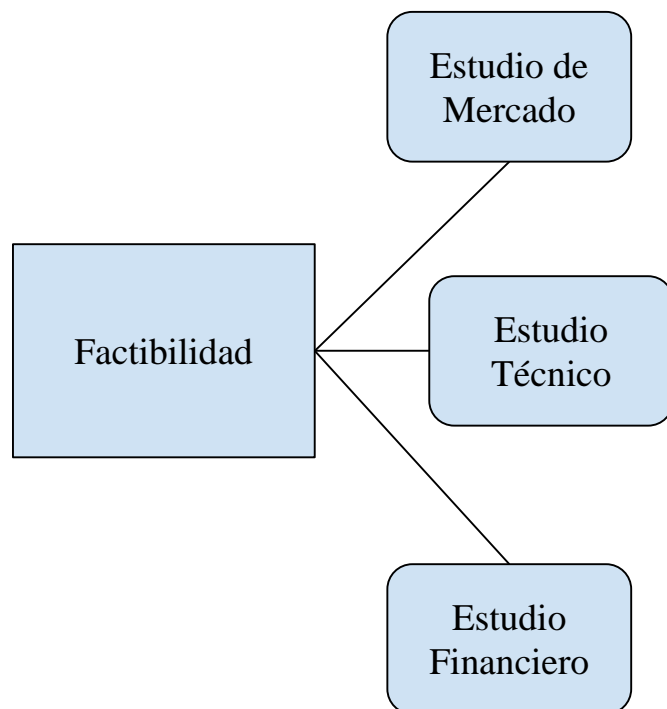 Estudio de
Mercado
Factibilidad
Estudio
Técnico
Estudio
Financiero